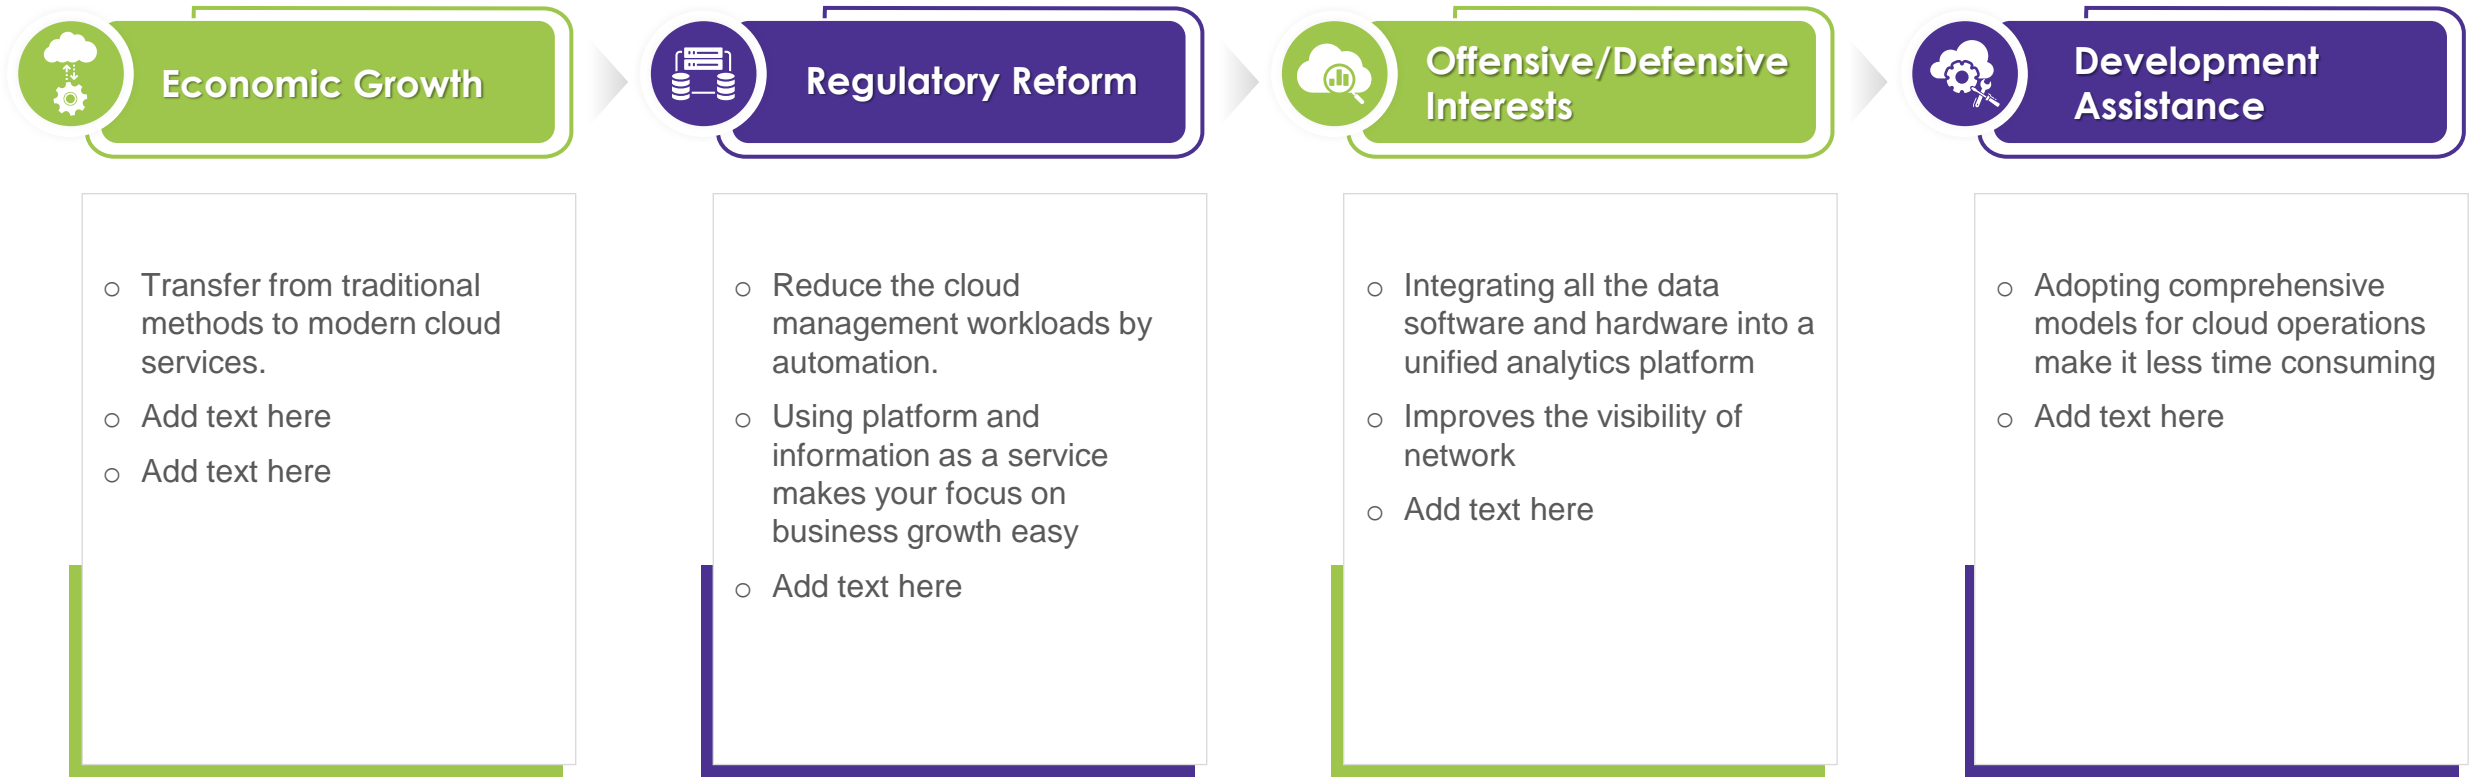 Economic Growth
Regulatory Reform
Offensive/Defensive
Interests
Development
Assistance
Transfer from traditional
methods to modern cloud
services.
Add text here
Add text here
Reduce the cloud
management workloads by
automation.
Using platform and
information as a service
makes your focus on
business growth easy
Add text here
Integrating all the data
software and hardware into a
unified analytics platform
Improves the visibility of
network
Add text here
Adopting comprehensive
models for cloud operations
make it less time consuming
Add text here